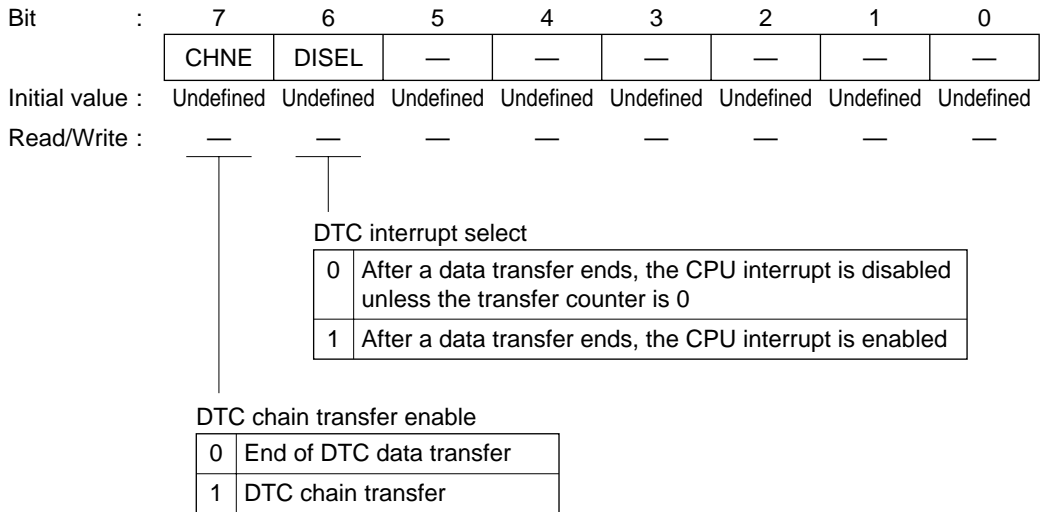 Bit : 7 6 5 4 3 2 1 0
CHNE DISEL — — — — — —
Initial value : Undefined Undefined Undefined Undefined Undefined Undefined Undefined Undefined
Read/Write : — — — — — — — —
DTC interrupt select
0 After a data transfer ends, the CPU interrupt is disabled
unless the transfer counter is 0
1 After a data transfer ends, the CPU interrupt is enabled
DTC chain transfer enable
0 End of DTC data transfer
1 DTC chain transfer